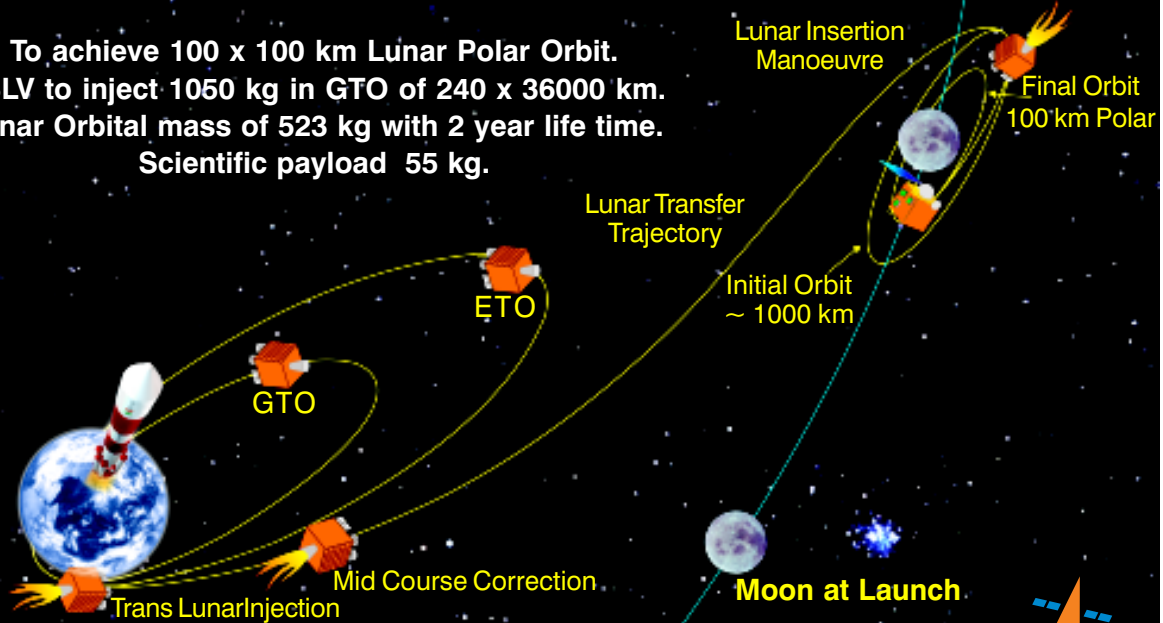 To achieve 100 x 100 km Lunar Polar Orbit.
LV to inject 1050 kg in GTO of 240 x 36000 km.
nar Orbital mass of 523 kg with 2 year life time.
Scientific payload 55 kg.
Lunar Insertion
Manoeuvre
Final Orbit
100 km Polar
Lunar Transfer
Trajectory
Initial Orbit
~ 1000 km
ETO
GTO
Mid Course Correction
Trans LunarInjection
Moon at Launch